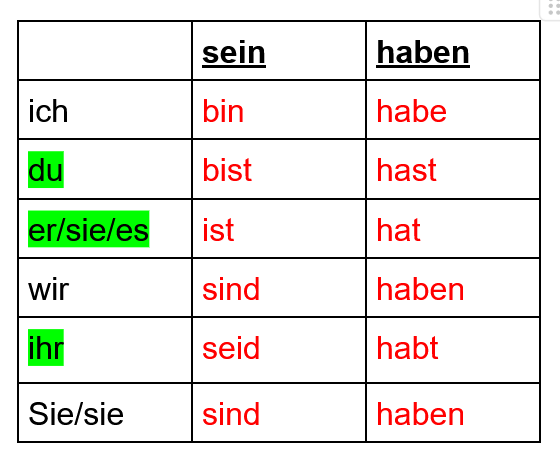 sein haben
ich bin habe
du bist hast
er/sie/es ist hat
wir sind haben
ihr seid habt
Sie/sie sind haben